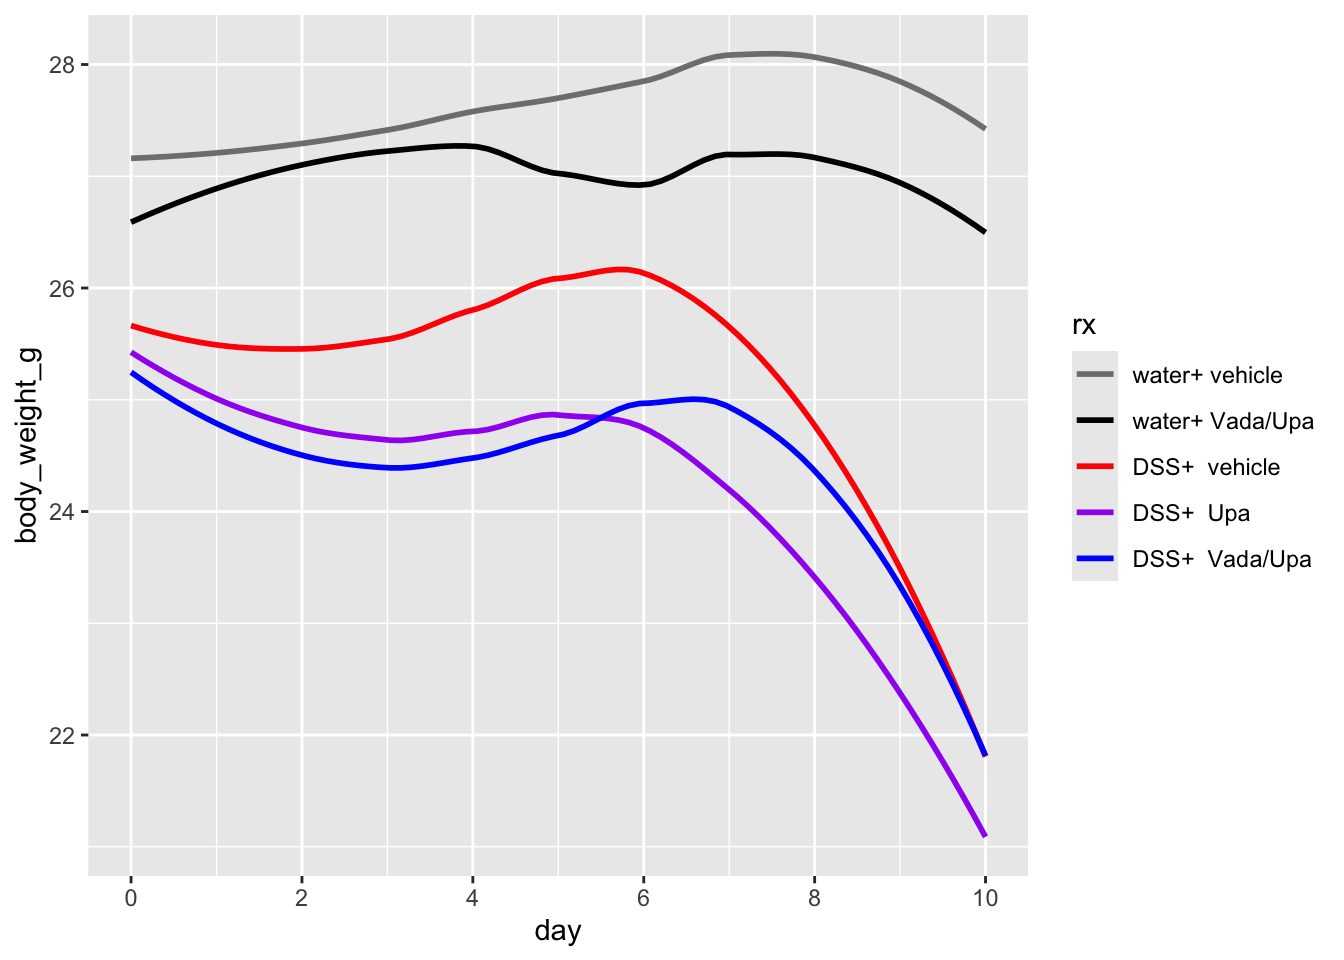 28
26
24
22
body_weight_g
0 2 4 6 8 10
day
rx
water+ vehicle
water+ Vada/Upa
DSS+  vehicle
DSS+  Upa
DSS+  Vada/Upa